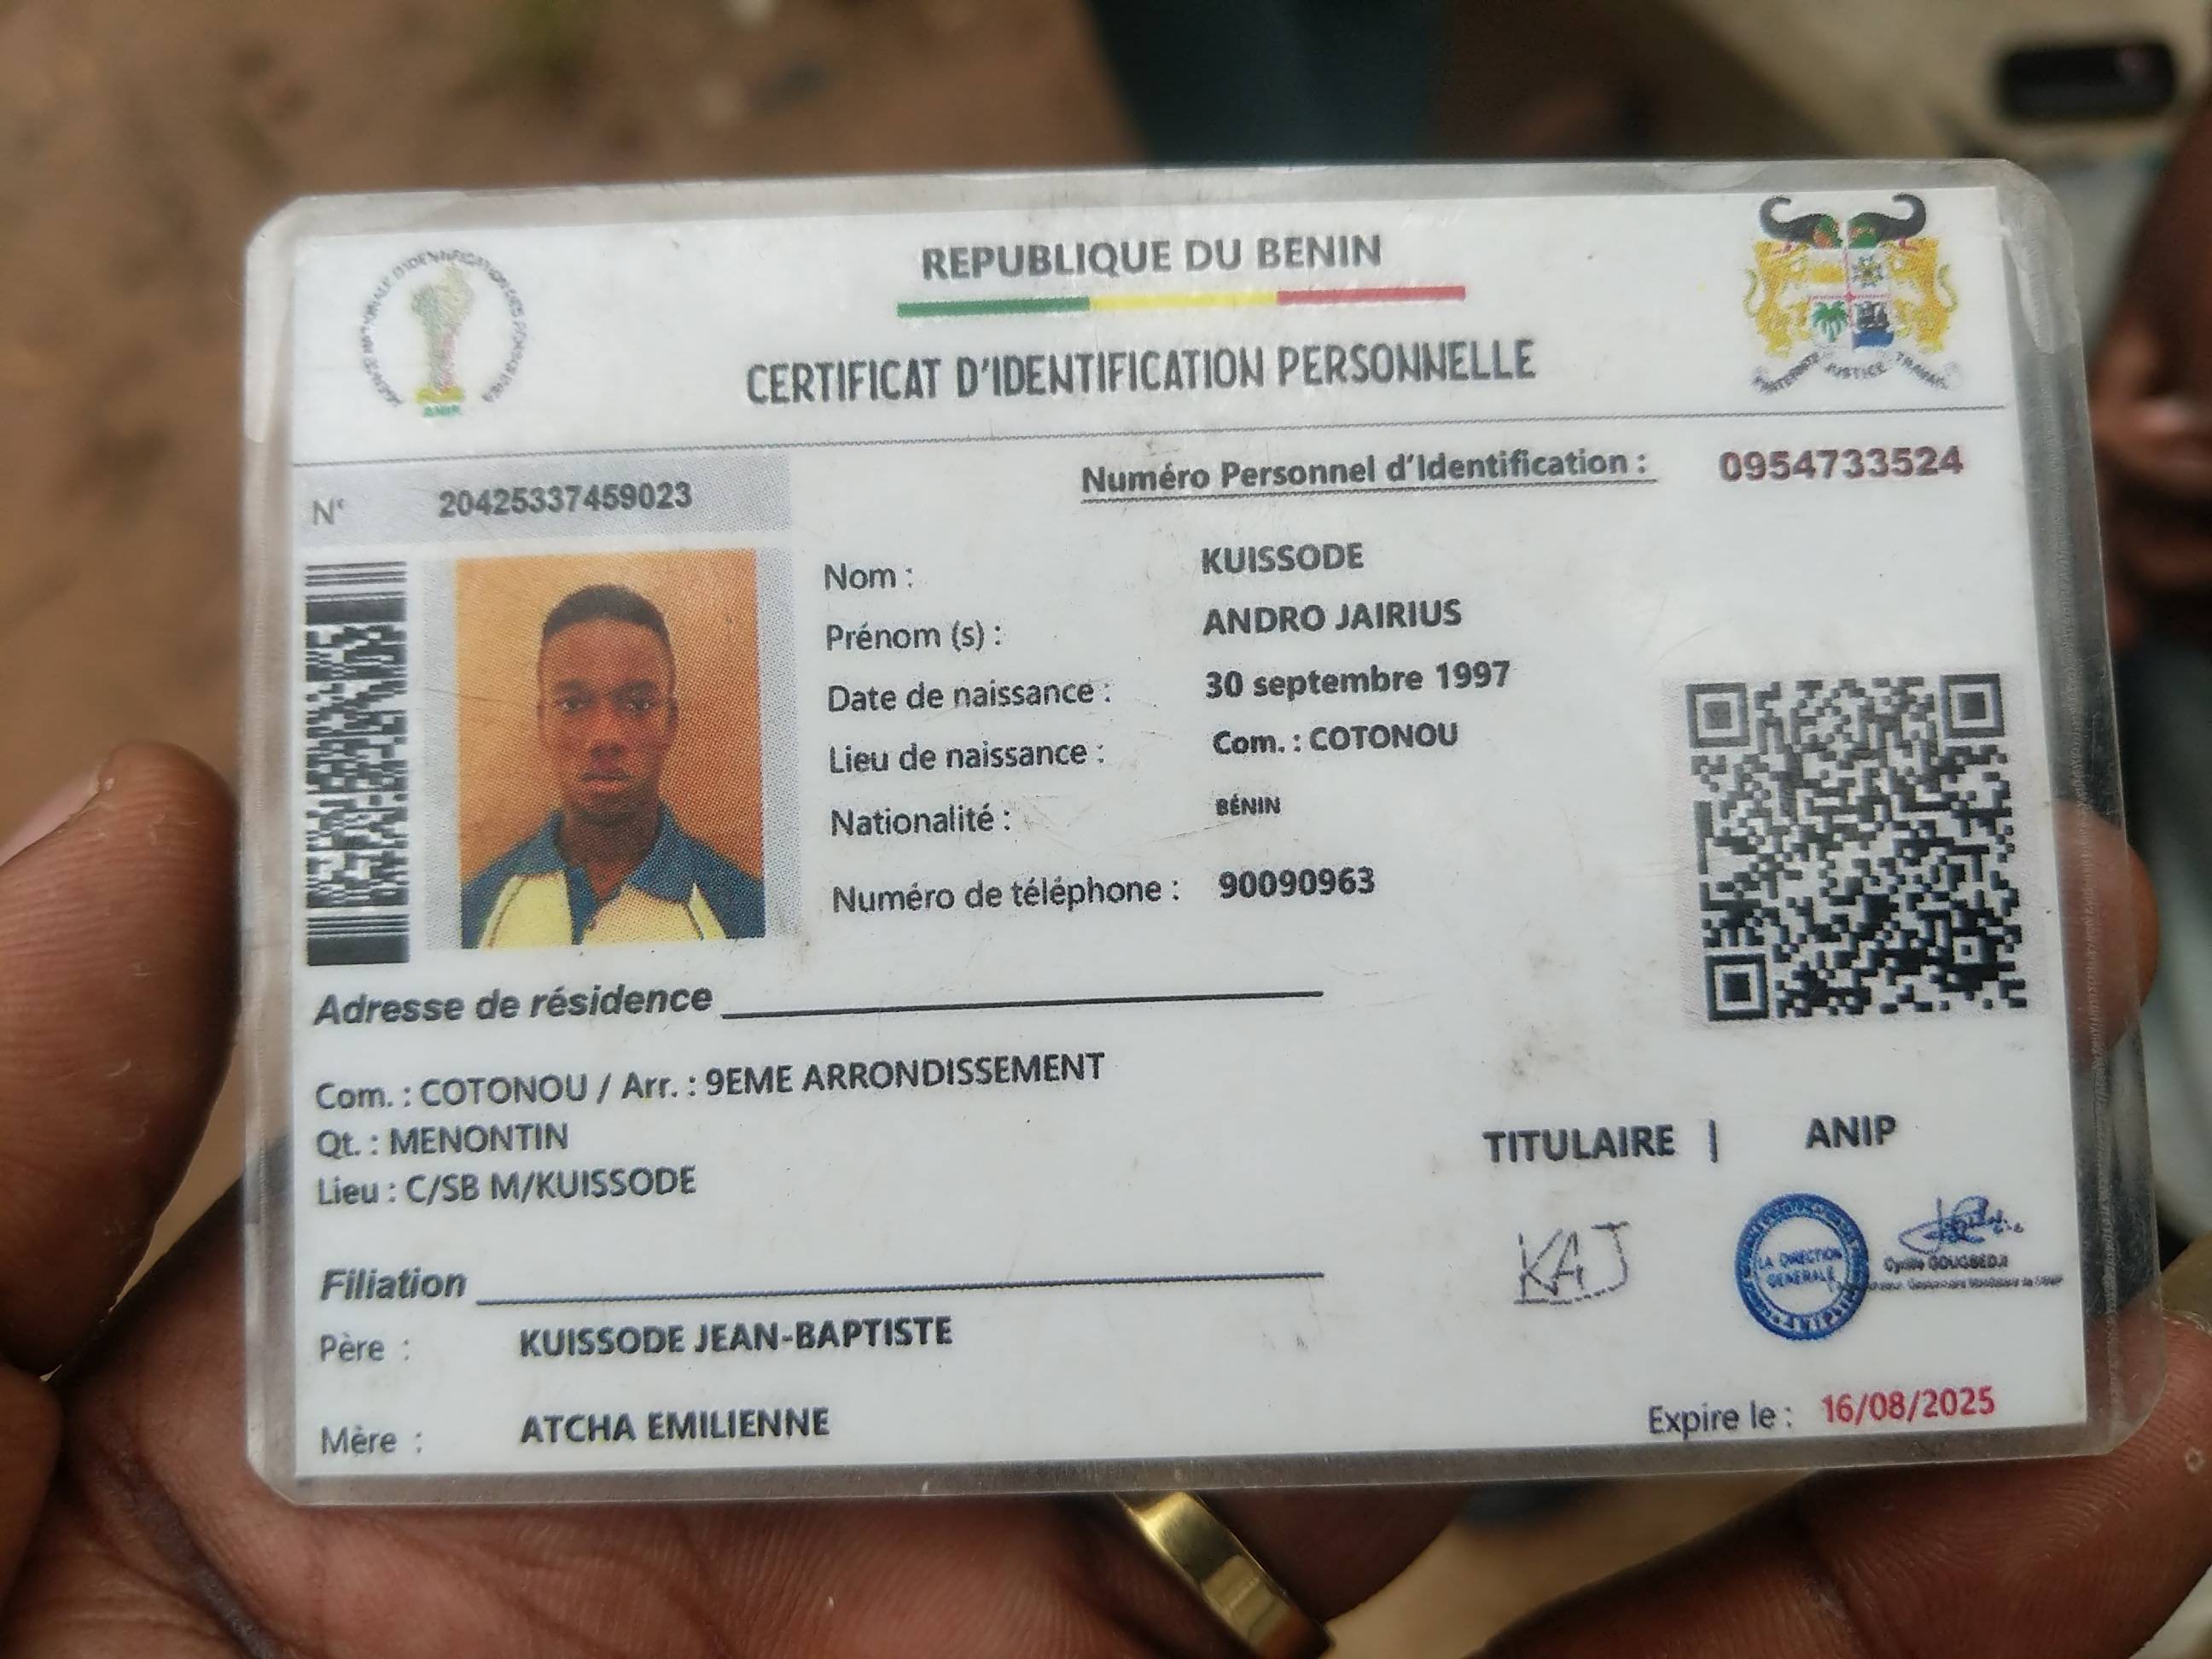 REPUBLIQUE DU BENIN
CERTIFICAT D'IDENTIFICATION PERSONNELLE
ANIP
FRATERNITE JUSTICE TRAVAIL
N° 20425337459023
Numéro Personnel d'Identification : 0954733524
Nom : KUISSODE
Prénom (s) : ANDRO JAIRIUS
Date de naissance : 30 septembre 1997
Lieu de naissance : Com. : COTONOU
Nationalité : BÉNIN
Numéro de téléphone : 90090963
Adresse de résidence
Com. : COTONOU / Arr. : 9EME ARRONDISSEMENT
Qt. : MENONTIN
Lieu : C/SB M/KUISSODE
TITULAIRE | ANIP
KAJ
LA DIRECTION
GENERALE
Cyrille GOUGBEDJI
Filiation
Père : KUISSODE JEAN-BAPTISTE
Mère : ATCHA EMILIENNE
Expire le : 16/08/2025